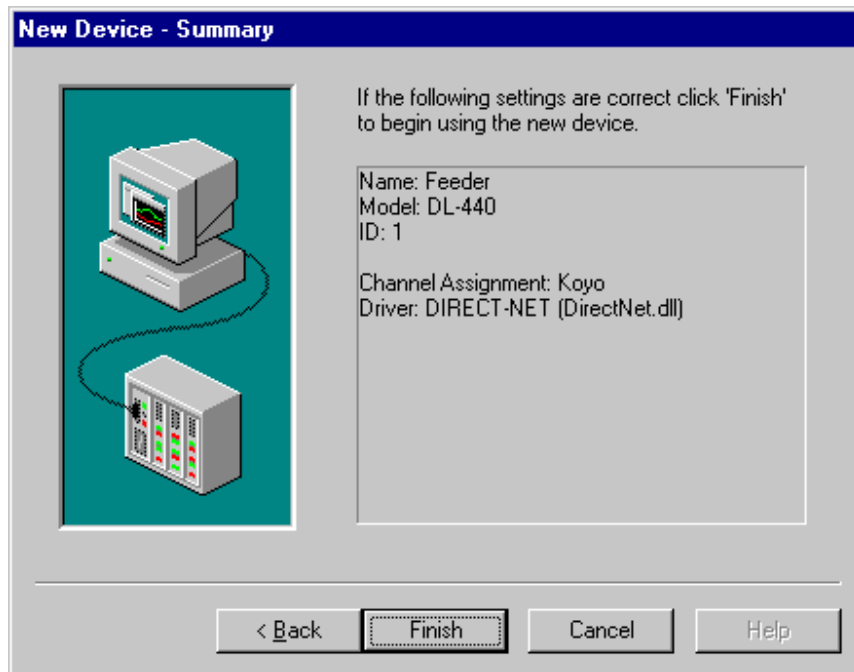 New Device - Summary
If the following settings are correct click 'Finish'
to begin using the new device.
Name: Feeder
Model: DL-440
ID: 1
Channel Assignment: Koyo
Driver: DIRECT-NET (DirectNet.dll)
< Back
Finish
Cancel
Help